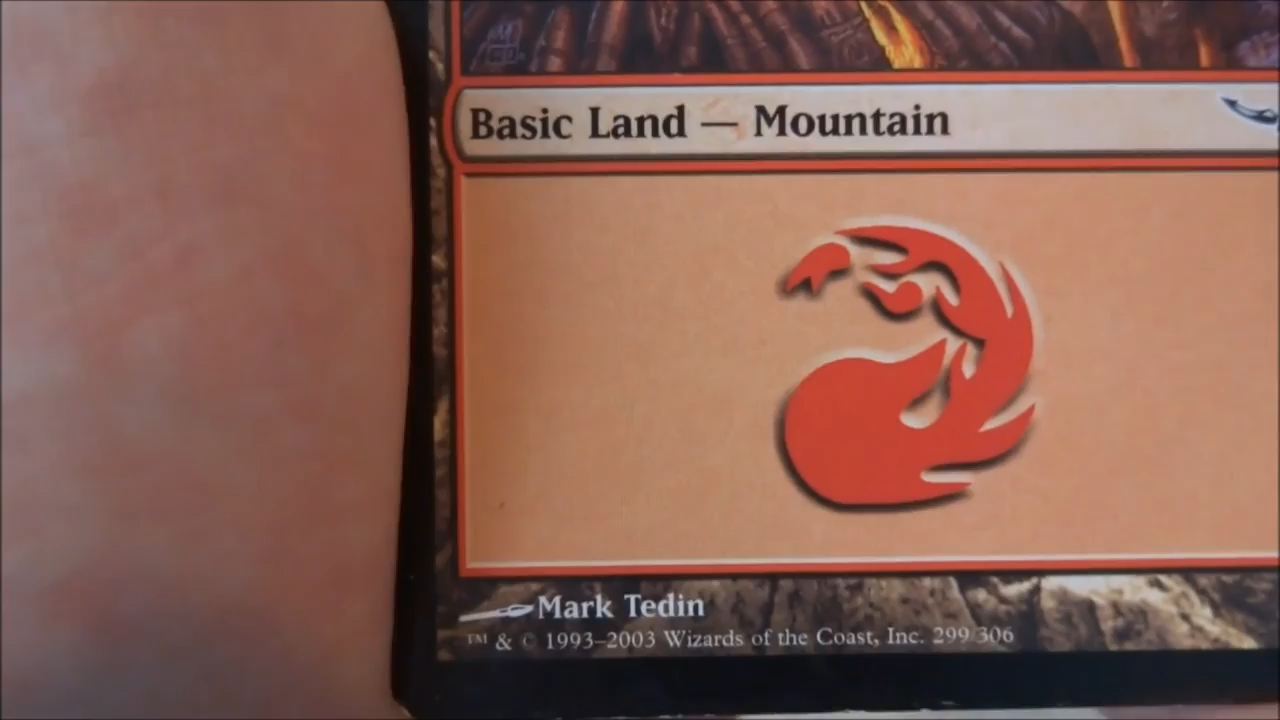 Basic Land — Mountain
Mark Tedin
™ & © 1993–2003 Wizards of the Coast, Inc. 299/306